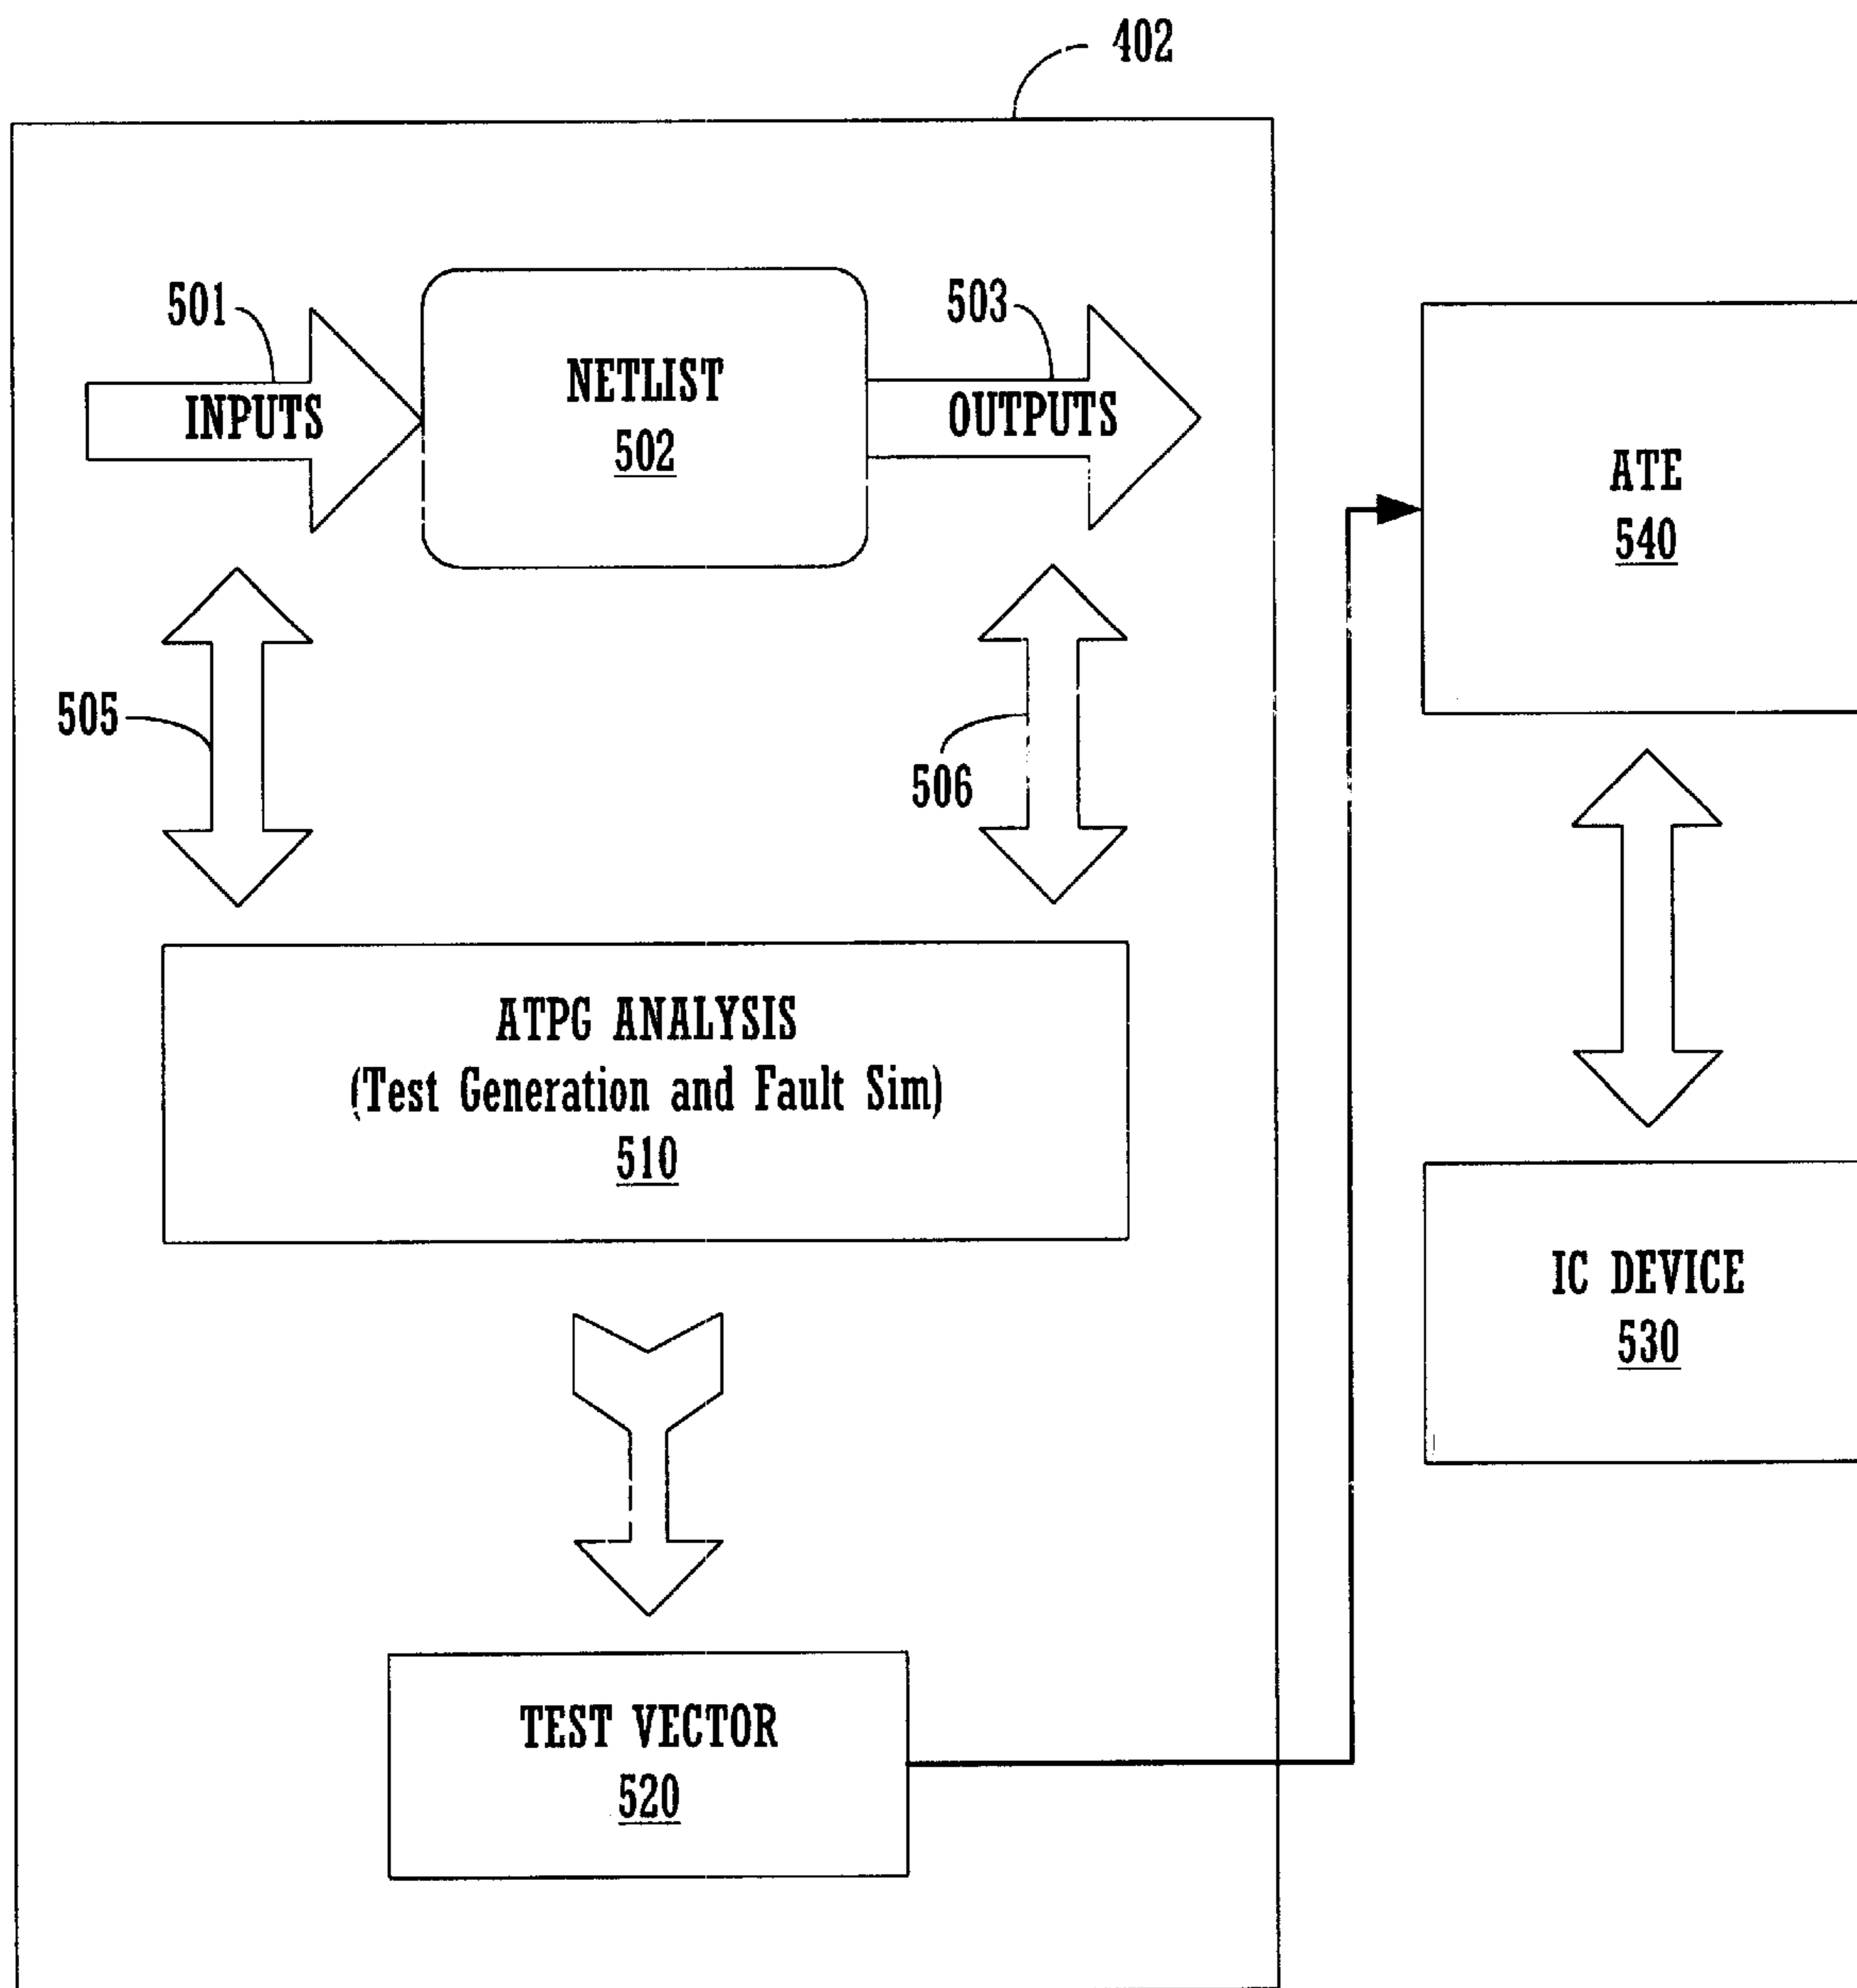 402
501
INPUTS
NETLIST
502
503
OUTPUTS
ATE
540
505
506
ATPG ANALYSIS
(Test Generation and Fault Sim)
510
IC DEVICE
530
TEST VECTOR
520